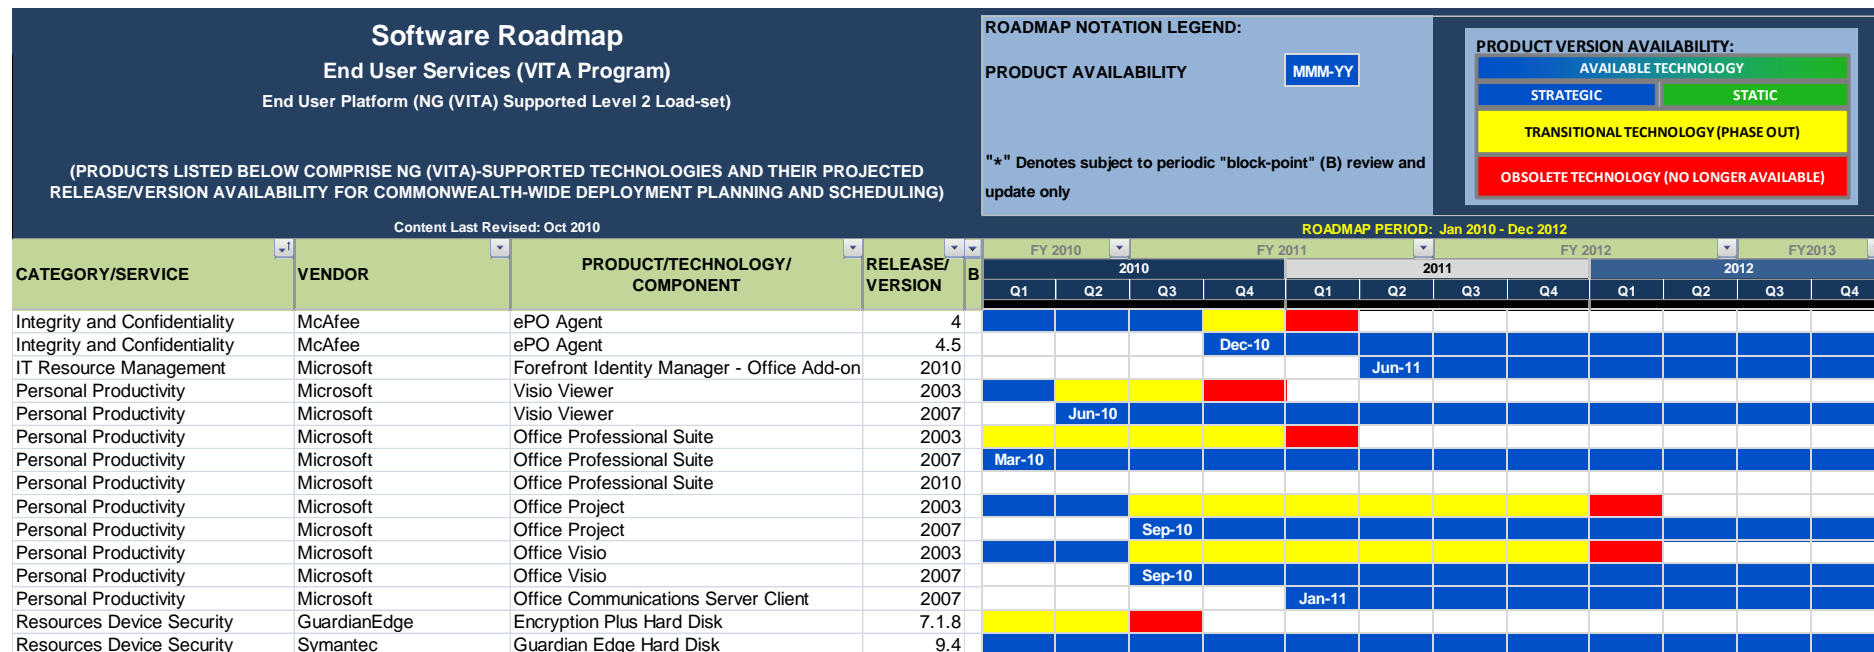 Software Roadmap
End User Services (VITA Program)
End User Platform (NG (VITA) Supported Level 2 Load-set)
(PRODUCTS LISTED BELOW COMPRISE NG (VITA)-SUPPORTED TECHNOLOGIES AND THEIR PROJECTED
RELEASE/VERSION AVAILABILITY FOR COMMONWEALTH-WIDE DEPLOYMENT PLANNING AND SCHEDULING)
Content Last Revised: Oct 2010
ROADMAP NOTATION LEGEND:
PRODUCT AVAILABILITY MMM-YY
"*" Denotes subject to periodic "block-point" (B) review and
update only
PRODUCT VERSION AVAILABILITY:
AVAILABLE TECHNOLOGY
STRATEGIC STATIC
TRANSITIONAL TECHNOLOGY (PHASE OUT)
OBSOLETE TECHNOLOGY (NO LONGER AVAILABLE)
ROADMAP PERIOD: Jan 2010 - Dec 2012
CATEGORY/SERVICE VENDOR PRODUCT/TECHNOLOGY/
COMPONENT RELEASE/
VERSION B
FY 2010 FY 2011 FY 2012 FY2013
2010 2011 2012
Q1 Q2 Q3 Q4 Q1 Q2 Q3 Q4 Q1 Q2 Q3 Q4
Integrity and Confidentiality McAfee ePO Agent 4
Integrity and Confidentiality McAfee ePO Agent 4.5 Dec-10
IT Resource Management Microsoft Forefront Identity Manager - Office Add-on 2010 Jun-11
Personal Productivity Microsoft Visio Viewer 2003
Personal Productivity Microsoft Visio Viewer 2007 Jun-10
Personal Productivity Microsoft Office Professional Suite 2003
Personal Productivity Microsoft Office Professional Suite 2007 Mar-10
Personal Productivity Microsoft Office Professional Suite 2010
Personal Productivity Microsoft Office Project 2003
Personal Productivity Microsoft Office Project 2007 Sep-10
Personal Productivity Microsoft Office Visio 2003
Personal Productivity Microsoft Office Visio 2007 Sep-10
Personal Productivity Microsoft Office Communications Server Client 2007 Jan-11
Resources Device Security GuardianEdge Encryption Plus Hard Disk 7.1.8
Resources Device Security Symantec Guardian Edge Hard Disk 9.4